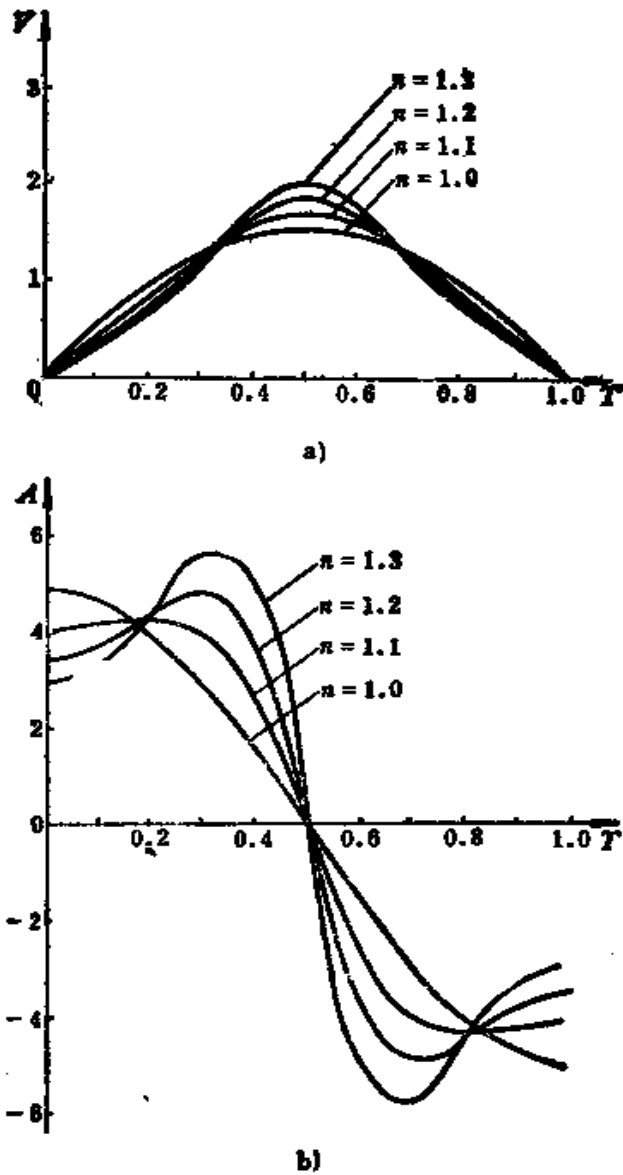 V
3
2
1
0
n = 1.3
n = 1.2
n = 1.1
n = 1.0
0.2 0.4 0.6 0.8 1.0 T
a)
A
6
4
2
0
-2
-4
-6
n = 1.3
n = 1.2
n = 1.1
n = 1.0
0.2 0.4 0.6 0.8 1.0 T
b)